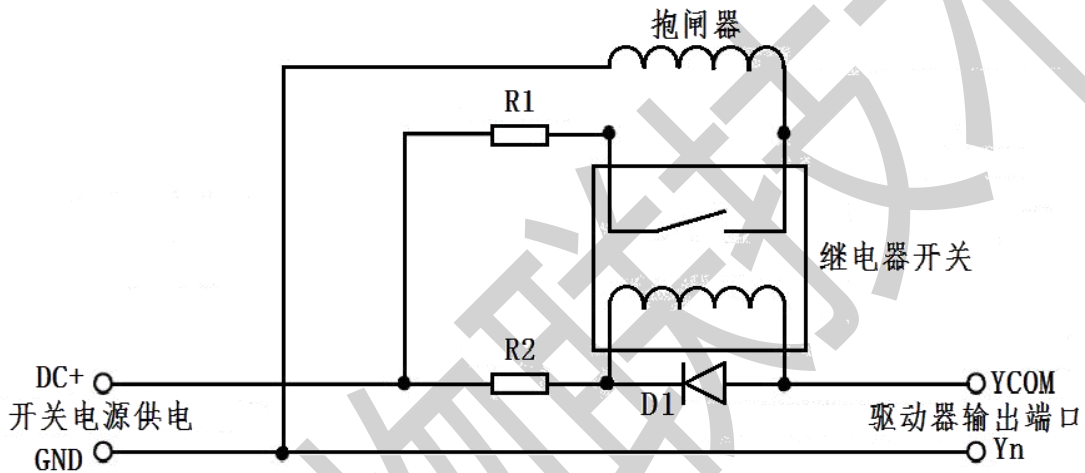 抱闸器
R1
继电器开关
R2
DC+
D1
YCOM
开关电源供电
驱动器输出端口
GND
Yn